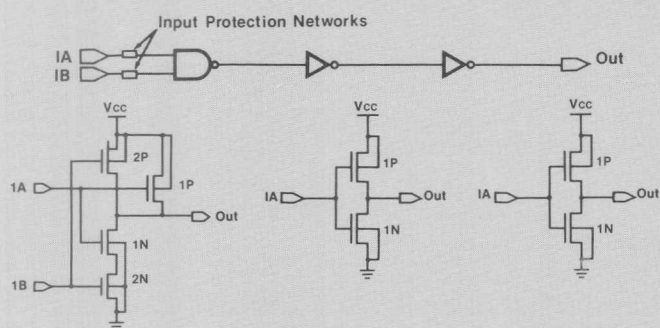 Input Protection Networks
IA
IB
Out
Vcc
2P
1A
1P
Out
1N
1B
2N
Vcc
1P
IA
Out
1N
Vcc
1P
IA
Out
1N